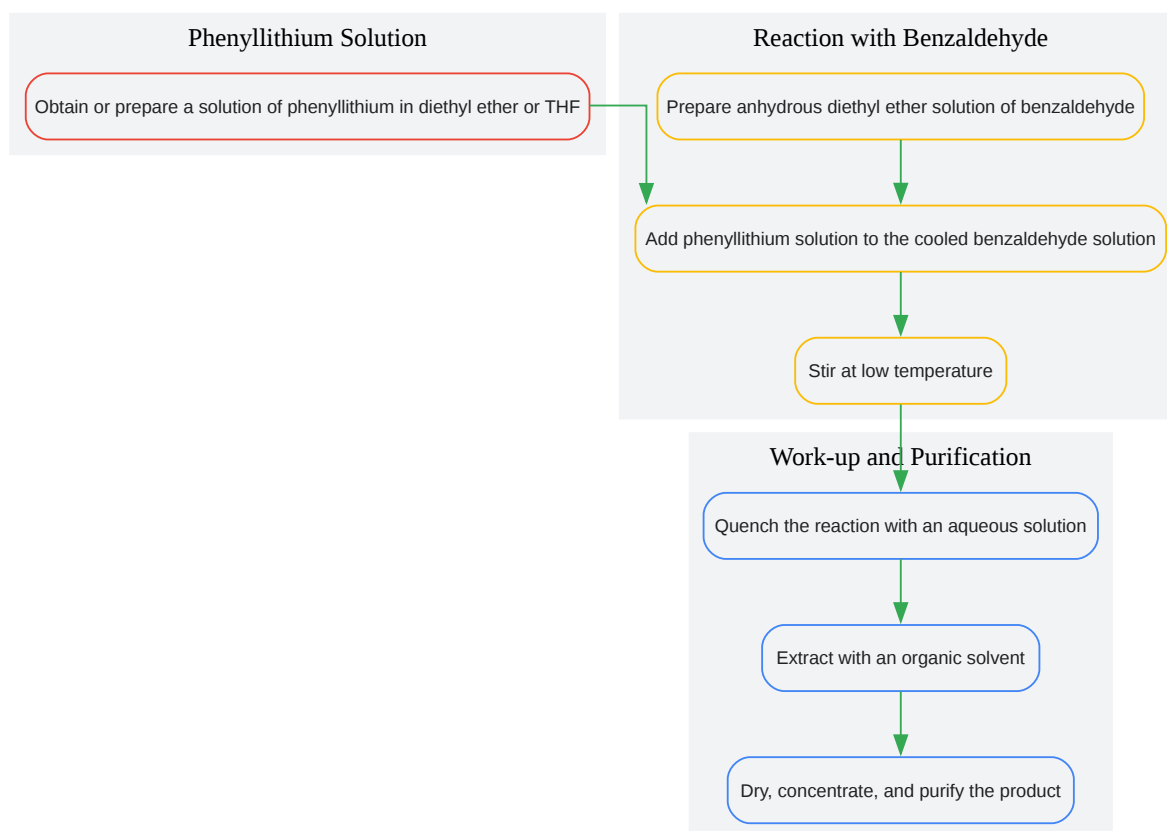 Phenyllithium Solution
Obtain or prepare a solution of phenyllithium in diethyl ether or THF
Reaction with Benzaldehyde
Prepare anhydrous diethyl ether solution of benzaldehyde
Add phenyllithium solution to the cooled benzaldehyde solution
Stir at low temperature
Work-up and Purification
Quench the reaction with an aqueous solution
Extract with an organic solvent
Dry, concentrate, and purify the product